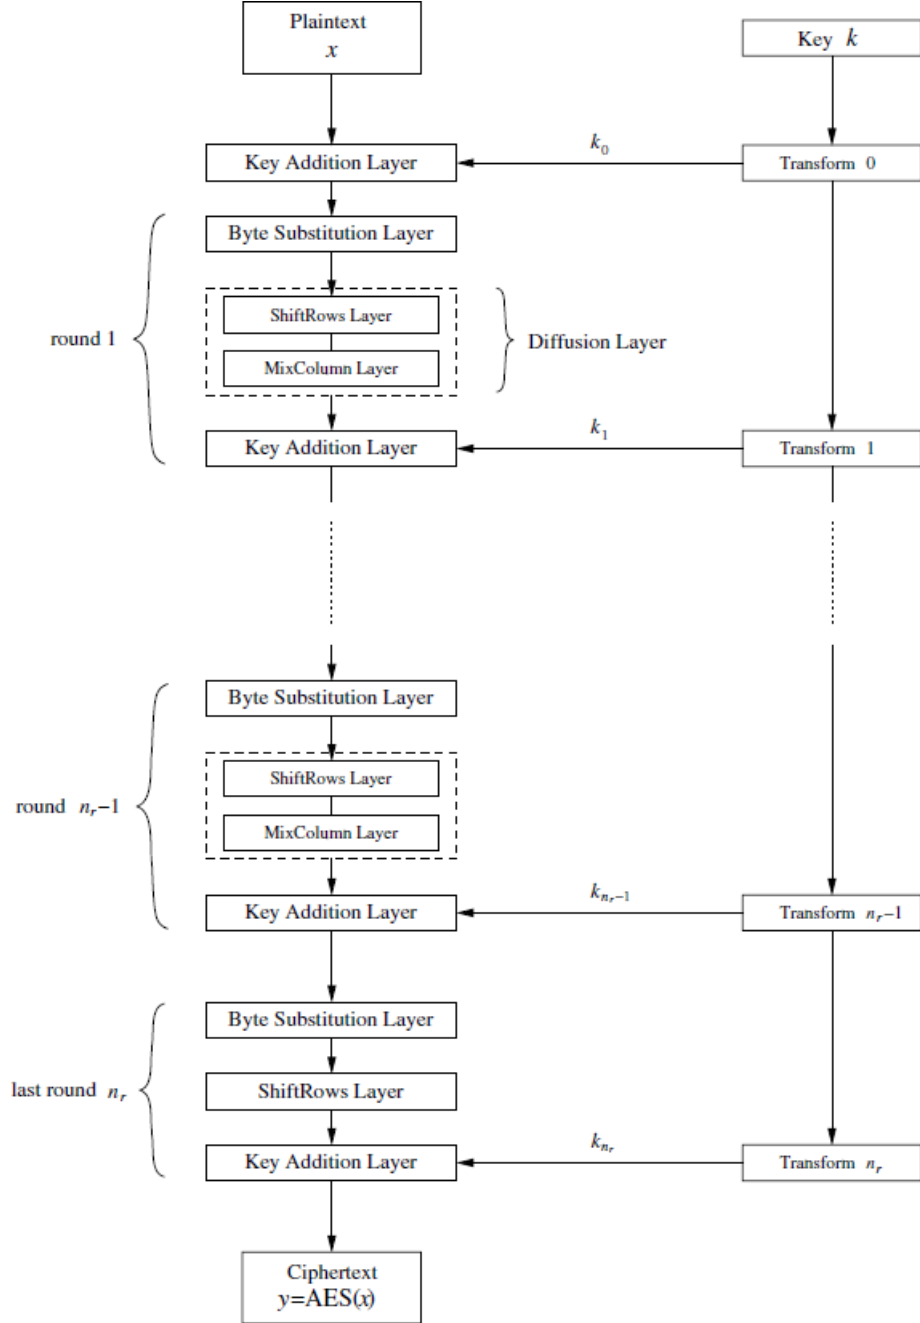 Plaintext
x
Key k
Key Addition Layer
k₀
Transform 0
Byte Substitution Layer
ShiftRows Layer
round 1
Diffusion Layer
MixColumn Layer
Key Addition Layer
k₁
Transform 1
Byte Substitution Layer
ShiftRows Layer
round nᵣ−1
MixColumn Layer
Key Addition Layer
kₙᵣ₋₁
Transform nᵣ−1
Byte Substitution Layer
last round nᵣ
ShiftRows Layer
Key Addition Layer
kₙᵣ
Transform nᵣ
Ciphertext
y=AES(x)